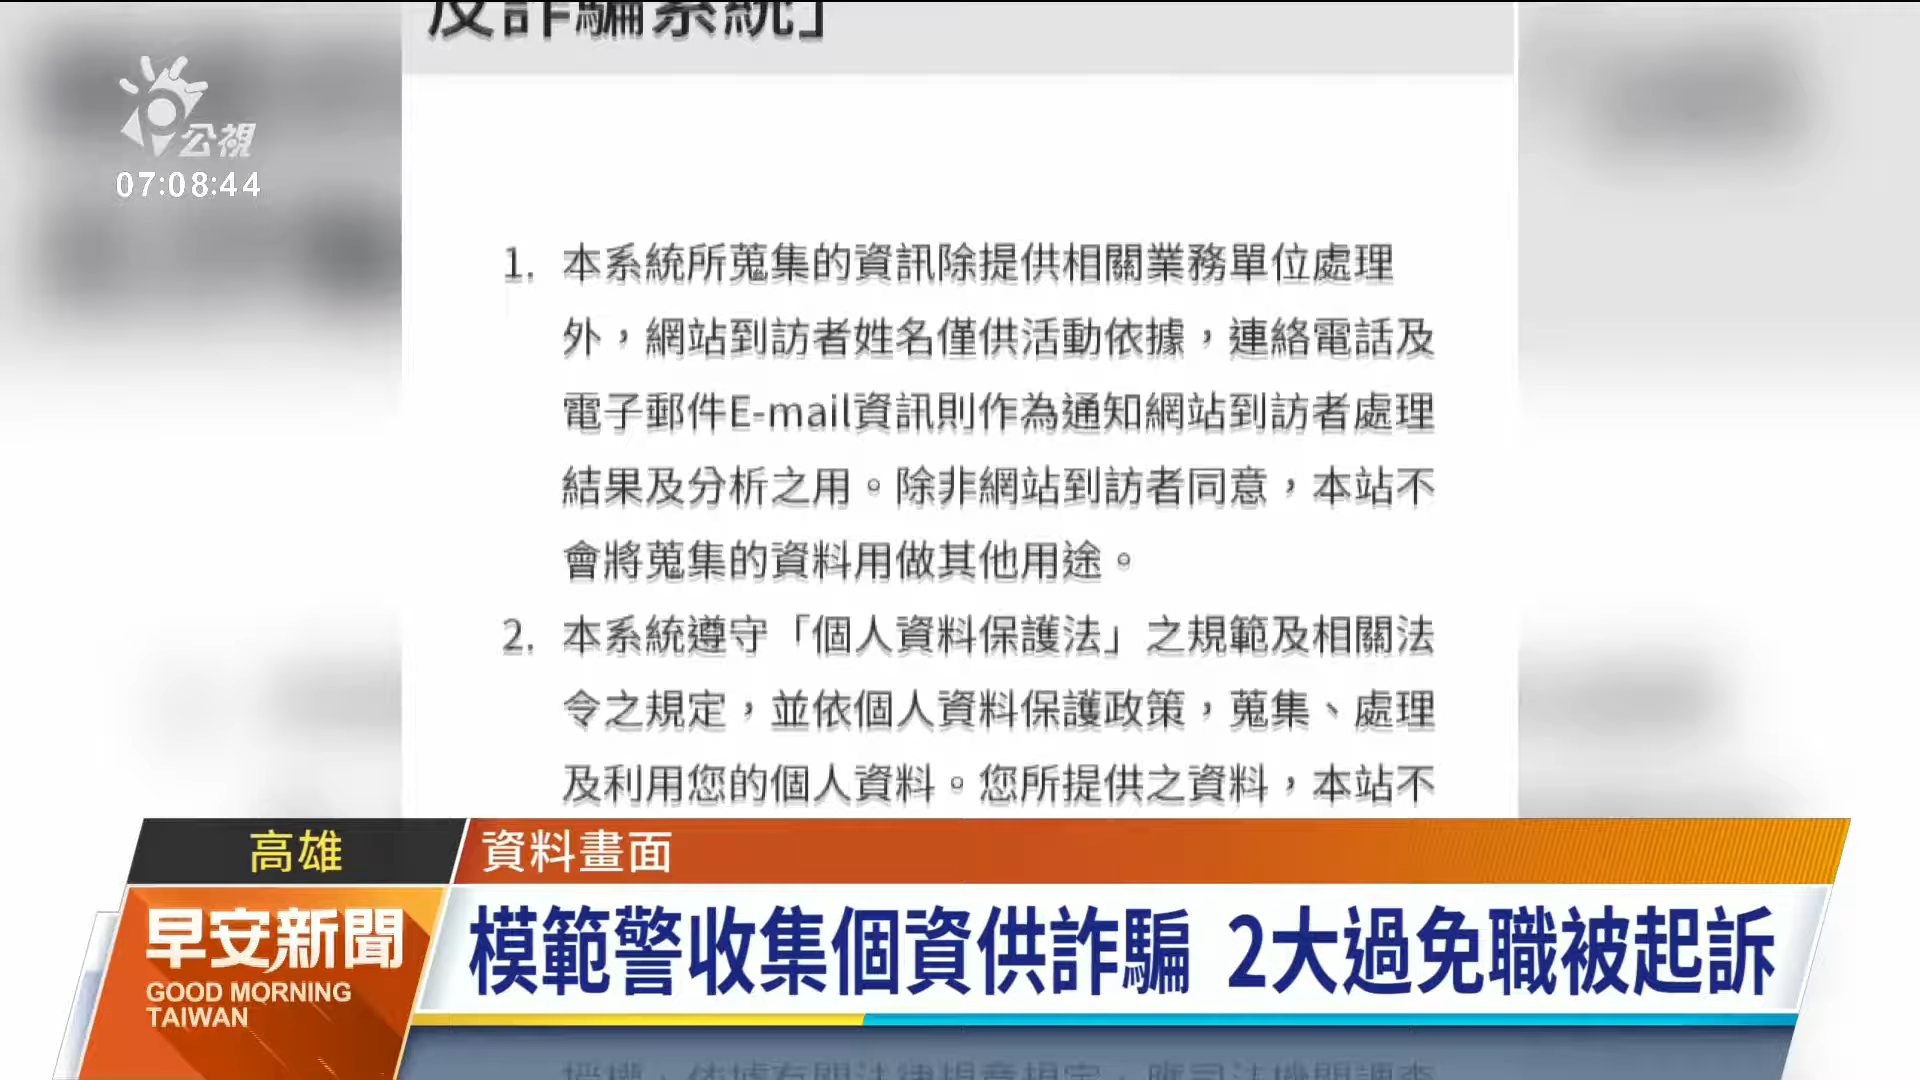 反詐騙系統」
公視
07:08:44
1. 本系統所蒐集的資訊除提供相關業務單位處理
外，網站到訪者姓名僅供活動依據，連絡電話及
電子郵件E-mail資訊則作為通知網站到訪者處理
結果及分析之用。除非網站到訪者同意，本站不
會將蒐集的資料用做其他用途。
2. 本系統遵守「個人資料保護法」之規範及相關法
令之規定，並依個人資料保護政策，蒐集、處理
及利用您的個人資料。您所提供之資料，本站不
高雄
資料畫面
早安新聞
GOOD MORNING
TAIWAN
模範警收集個資供詐騙 2大過免職被起訴